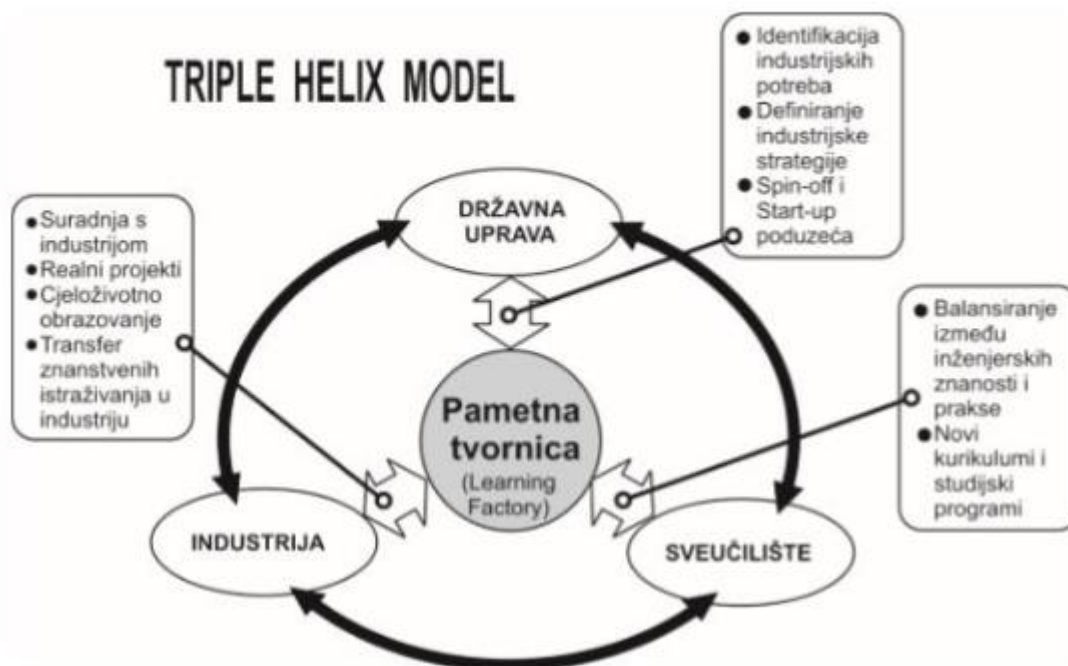 TRIPLE HELIX MODEL
● Identifikacija
industrijskih
potreba
● Definiranje
industrijske
strategije
● Spin-off i
Start-up
poduzeća
DRŽAVNA
UPRAVA
● Suradnja s
industrijom
● Realni projekti
● Cjeloživotno
obrazovanje
● Transfer
znanstvenih
istraživanja u
industriju
● Balansiranje
između
inženjerskih
znanosti i
prakse
● Novi
kurikulumi i
studijski
programi
Pametna
tvornica
(Learning
Factory)
INDUSTRIJA
SVEUČILIŠTE